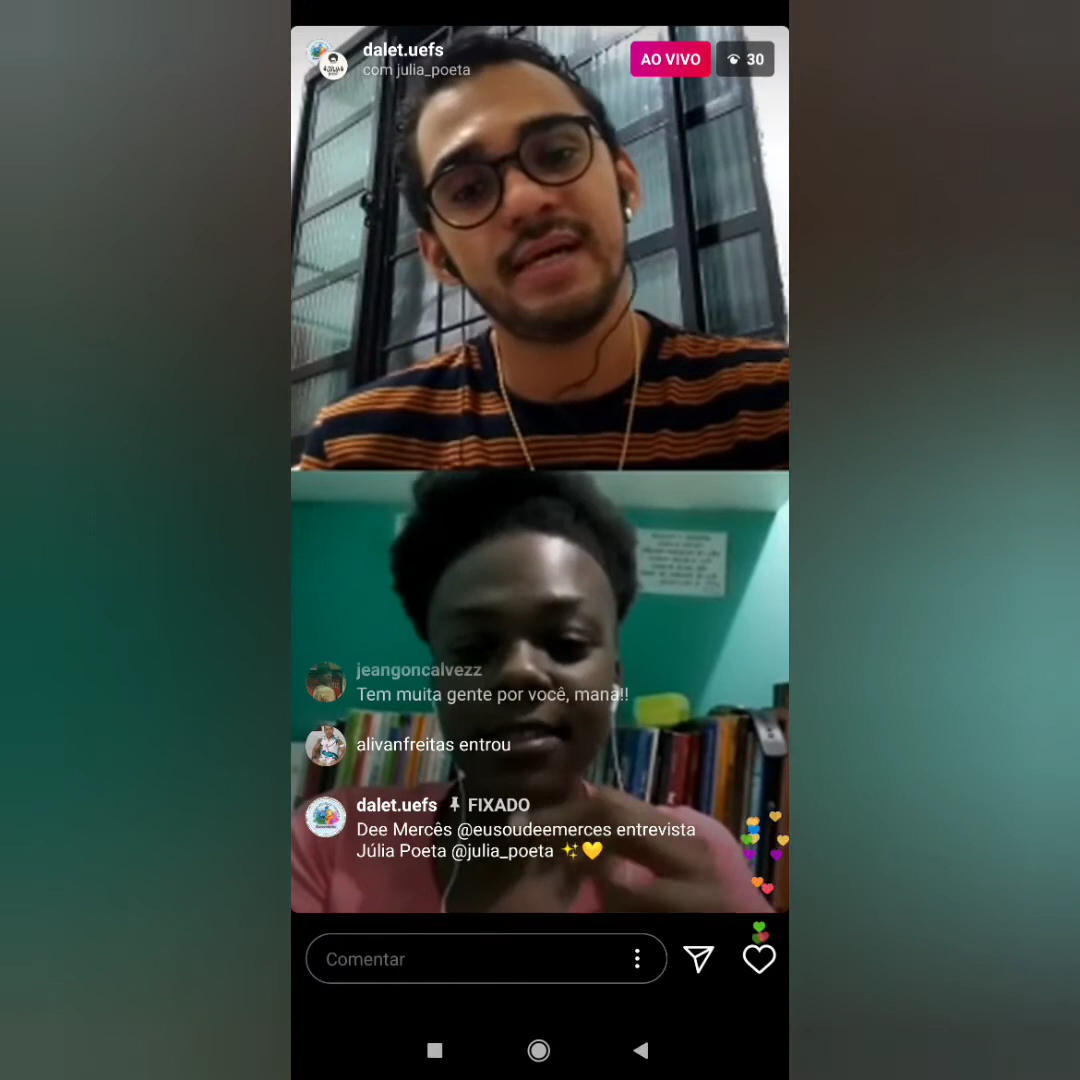 dalet.uefs
com julia_poeta
AO VIVO
30
jeangoncalvezz
Tem muita gente por você, mana!!
alivanfreitas entrou
dalet.uefs FIXADO
Dee Mercês @eusoudeemerces entrevista
Júlia Poeta @julia_poeta ✨💛
Comentar